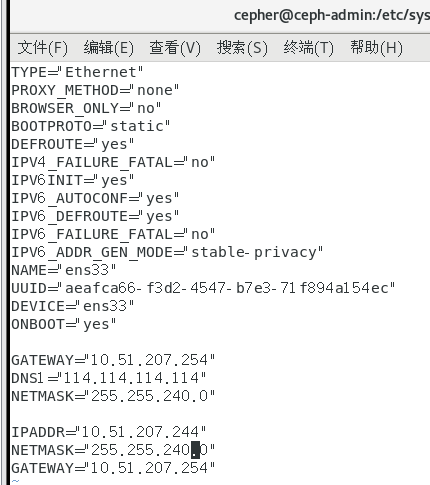 cepher@ceph-admin:/etc/sys
文件(F) 编辑(E) 查看(V) 搜索(S) 终端(T) 帮助(H)
TYPE="Ethernet"
PROXY_METHOD="none"
BROWSER_ONLY="no"
BOOTPROTO="static"
DEFROUTE="yes"
IPV4_FAILURE_FATAL="no"
IPV6INIT="yes"
IPV6_AUTOCONF="yes"
IPV6_DEFROUTE="yes"
IPV6_FAILURE_FATAL="no"
IPV6_ADDR_GEN_MODE="stable-privacy"
NAME="ens33"
UUID="aeafca66-f3d2-4547-b7e3-71f894a154ec"
DEVICE="ens33"
ONBOOT="yes"
GATEWAY="10.51.207.254"
DNS1="114.114.114.114"
NETMASK="255.255.240.0"
IPADDR="10.51.207.244"
NETMASK="255.255.240.0"
GATEWAY="10.51.207.254"
~